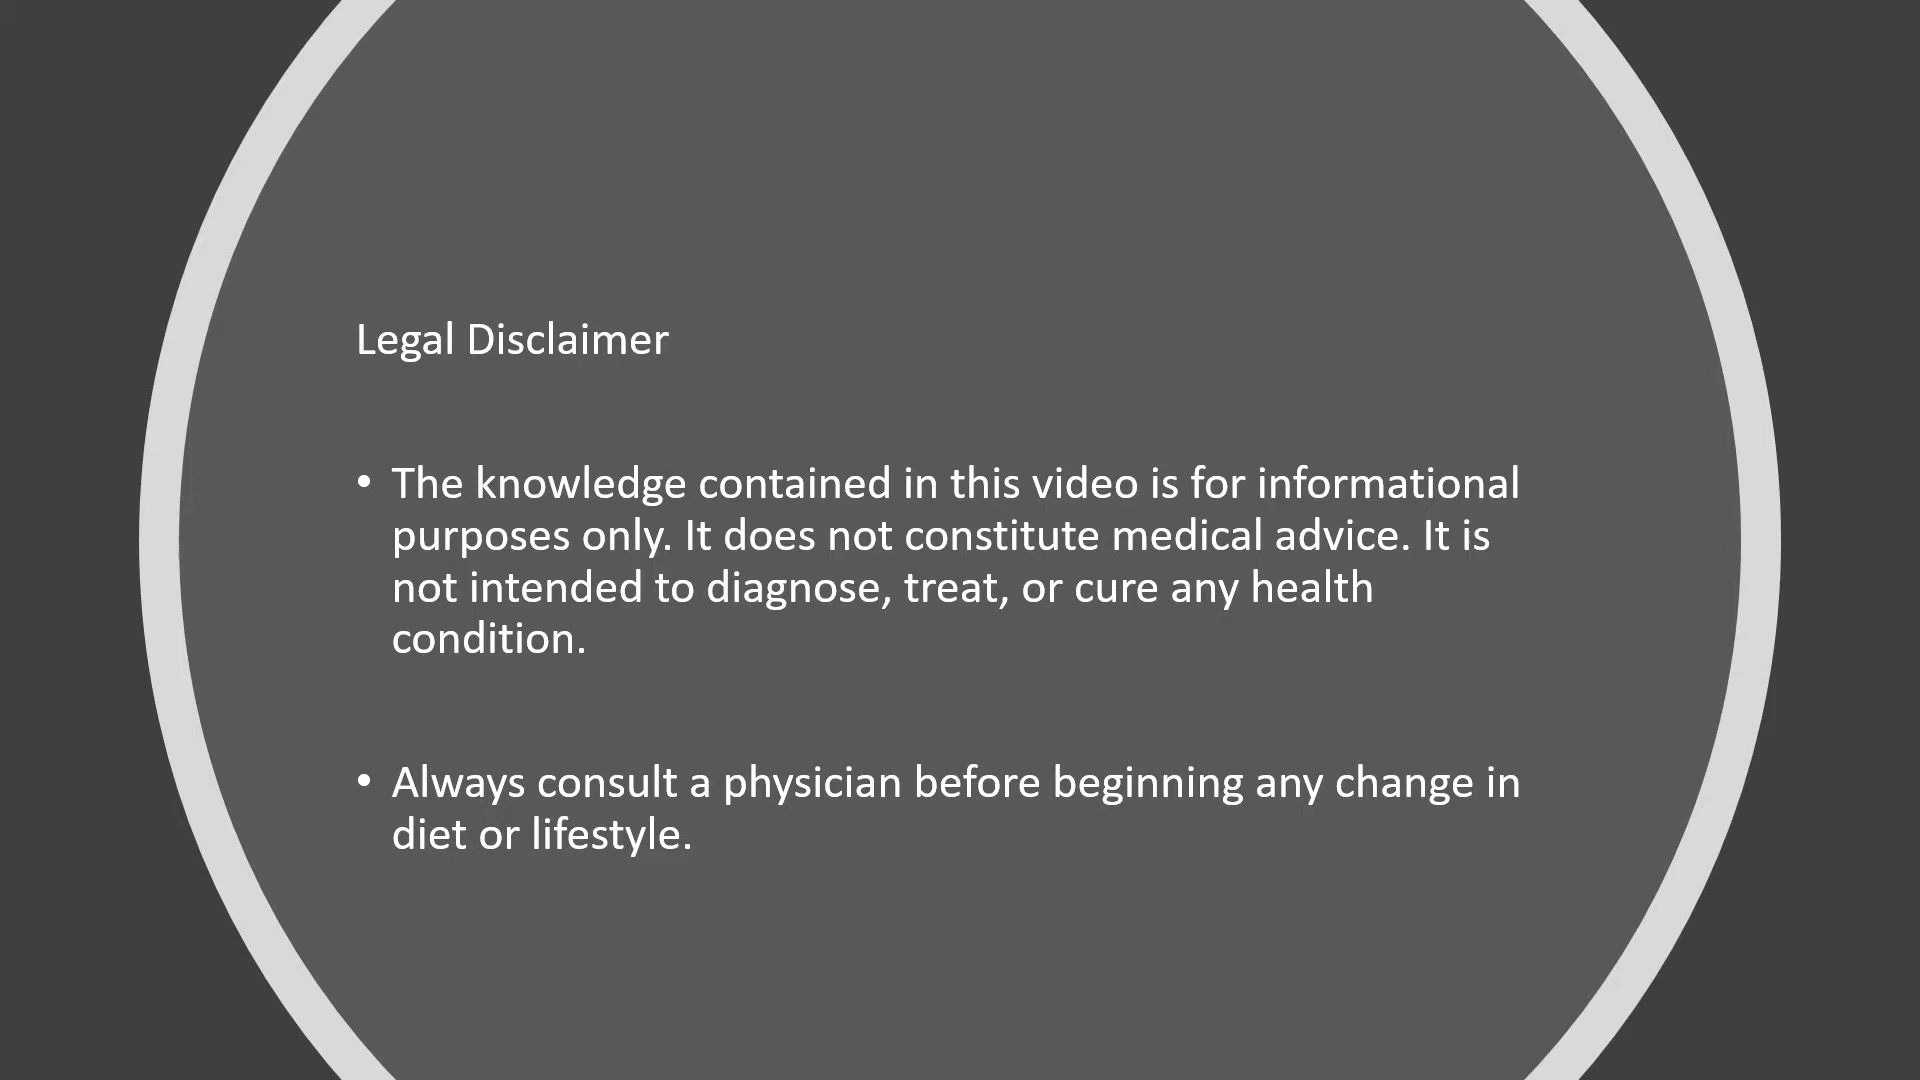 Legal Disclaimer
• The knowledge contained in this video is for informational
purposes only. It does not constitute medical advice. It is
not intended to diagnose, treat, or cure any health
condition.
• Always consult a physician before beginning any change in
diet or lifestyle.